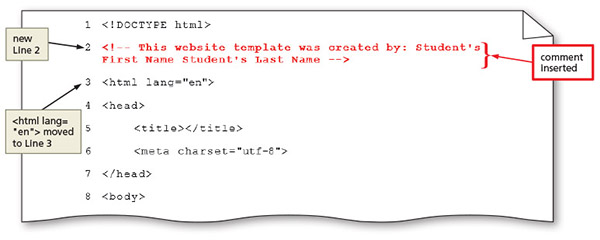 new
Line 2
1 <!DOCTYPE html>
2 <!-- This website template was created by: Student's
First Name Student's Last Name -->
comment
inserted
3 <html lang="en">
<html lang=
"en"> moved
to Line 3
4 <head>
5 <title></title>
6 <meta charset="utf-8">
7 </head>
8 <body>